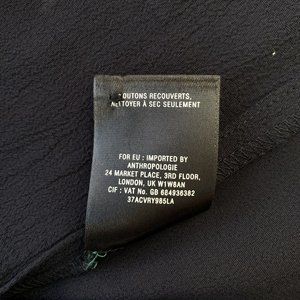 BOUTONS RECOUVERTS,
NETTOYER À SEC SEULEMENT
FOR EU : IMPORTED BY
ANTHROPOLOGIE
24 MARKET PLACE, 3RD FLOOR,
LONDON, UK W1W8AN
CIF : VAT No. GB 684936382
37ACVRY985LA